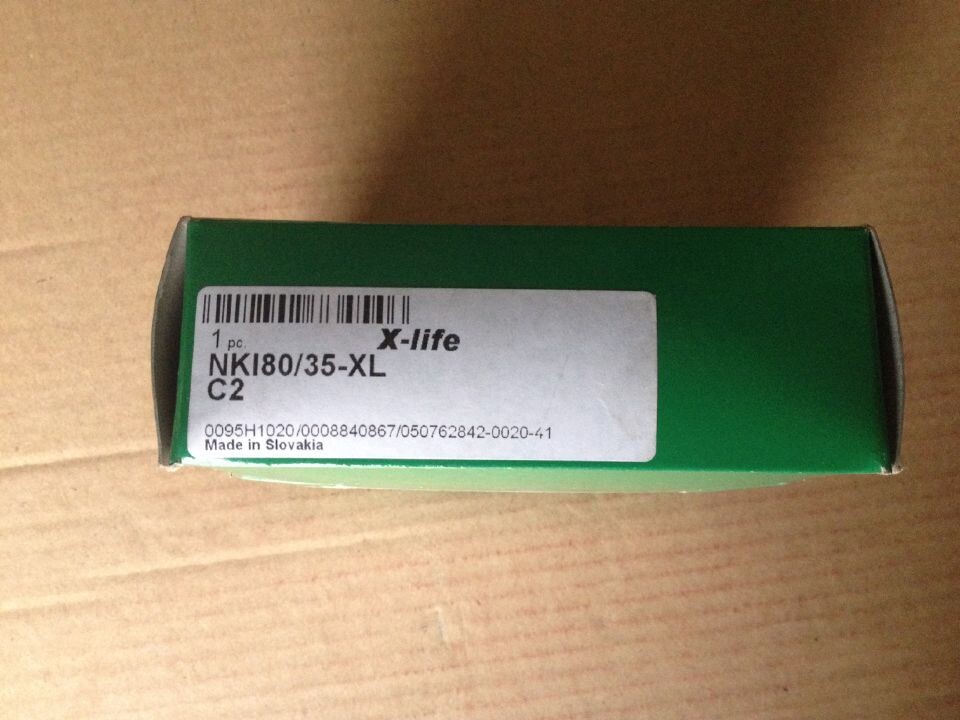 1 pc. X-life
NKI80/35-XL
C2
0095H1020/0008840867/050762842-0020-41
Made in Slovakia